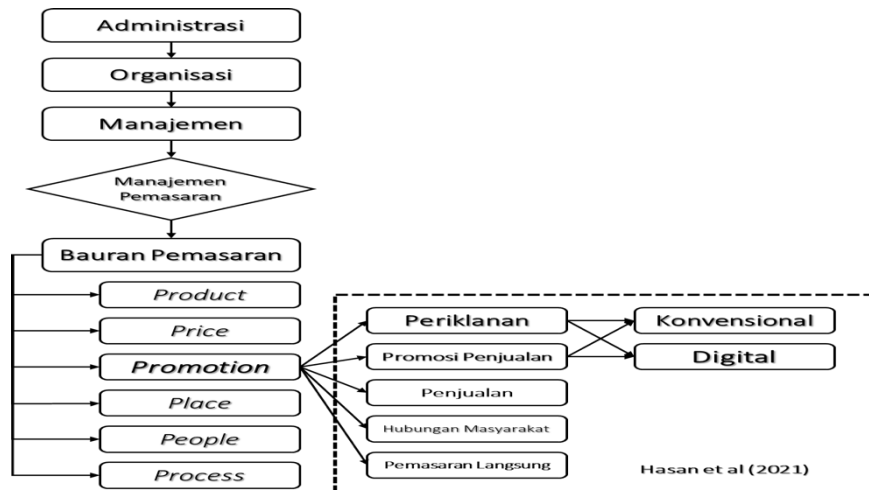 Administrasi
Organisasi
Manajemen
Manajemen
Pemasaran
Bauran Pemasaran
Product
Price
Promotion
Place
People
Process
Periklanan
Promosi Penjualan
Penjualan
Hubungan Masyarakat
Pemasaran Langsung
Konvensional
Digital
Hasan et al (2021)